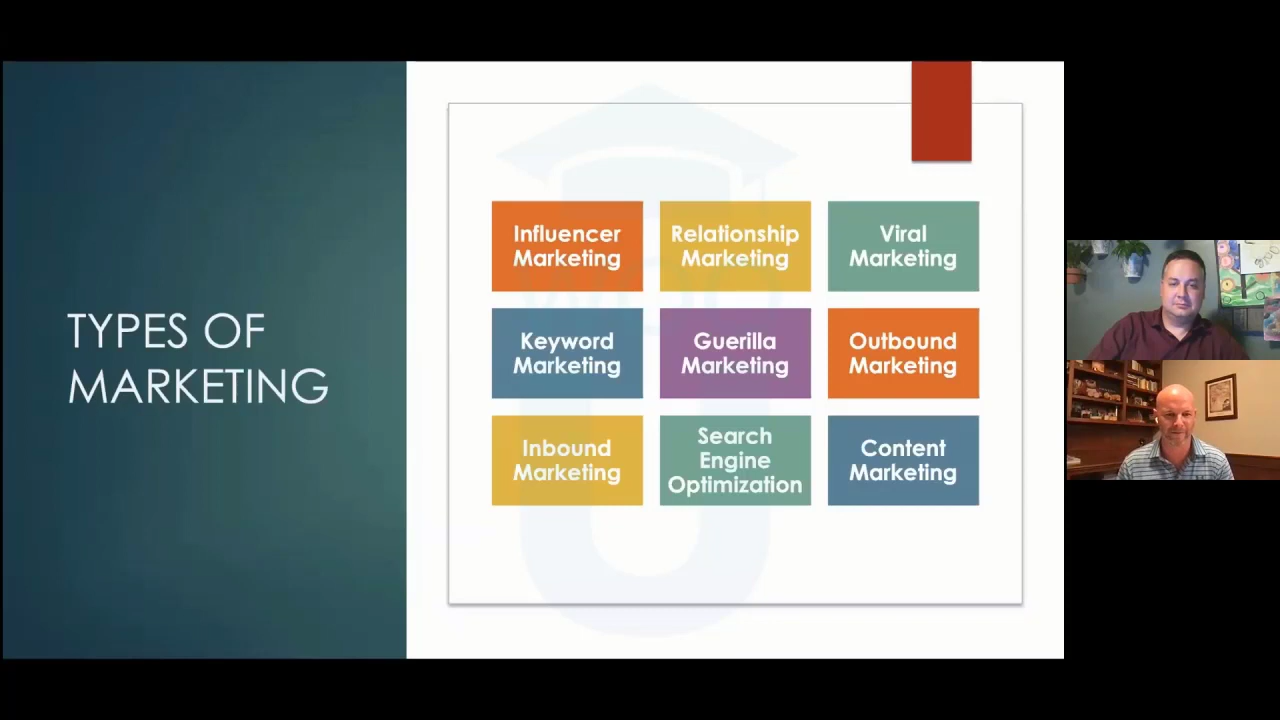 TYPES OF
MARKETING
Influencer
Marketing
Relationship
Marketing
Viral
Marketing
Keyword
Marketing
Guerilla
Marketing
Outbound
Marketing
Inbound
Marketing
Search
Engine
Optimization
Content
Marketing